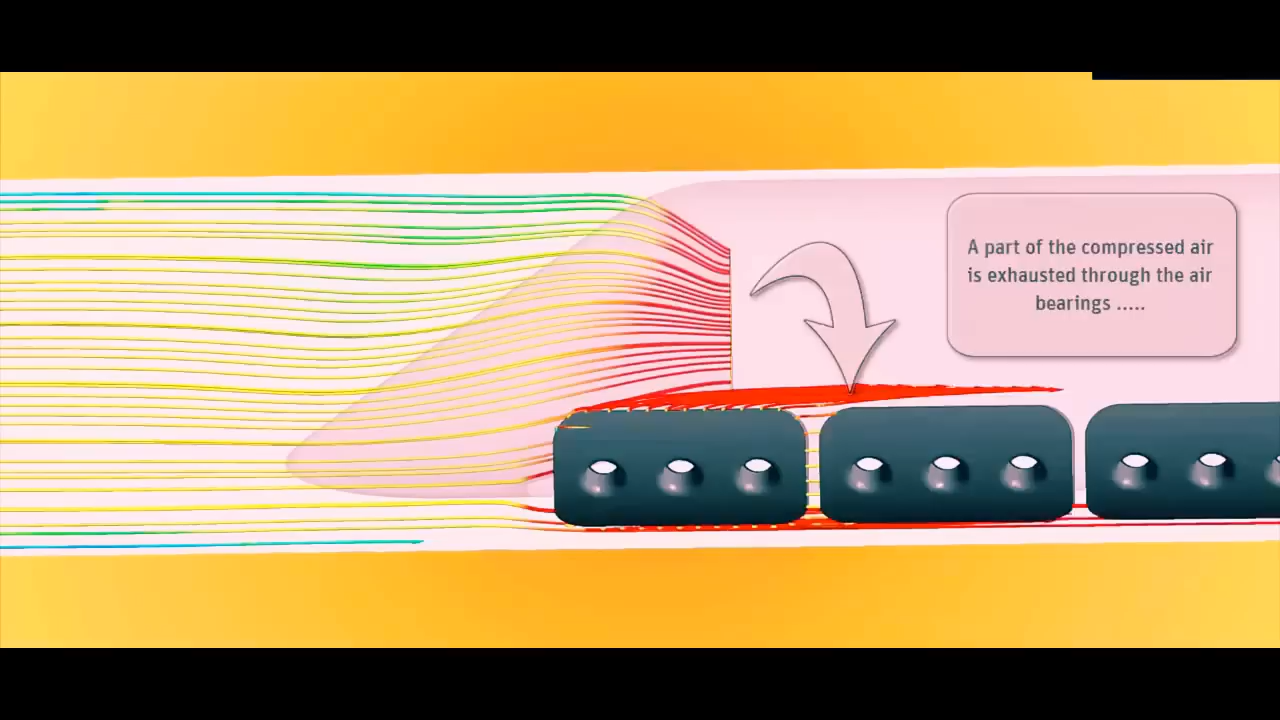 A part of the compressed air
is exhausted through the air
bearings .....